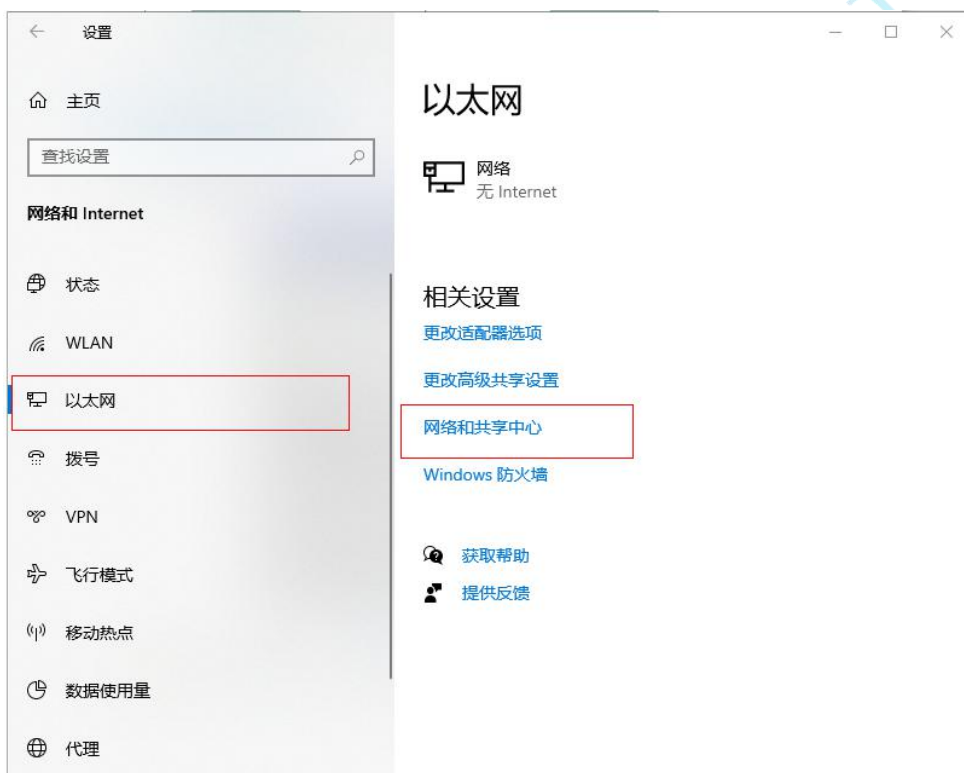 设置
主页
查找设置
网络和 Internet
状态
WLAN
以太网
拨号
VPN
飞行模式
移动热点
数据使用量
代理
以太网
网络
无 Internet
相关设置
更改适配器选项
更改高级共享设置
网络和共享中心
Windows 防火墙
获取帮助
提供反馈